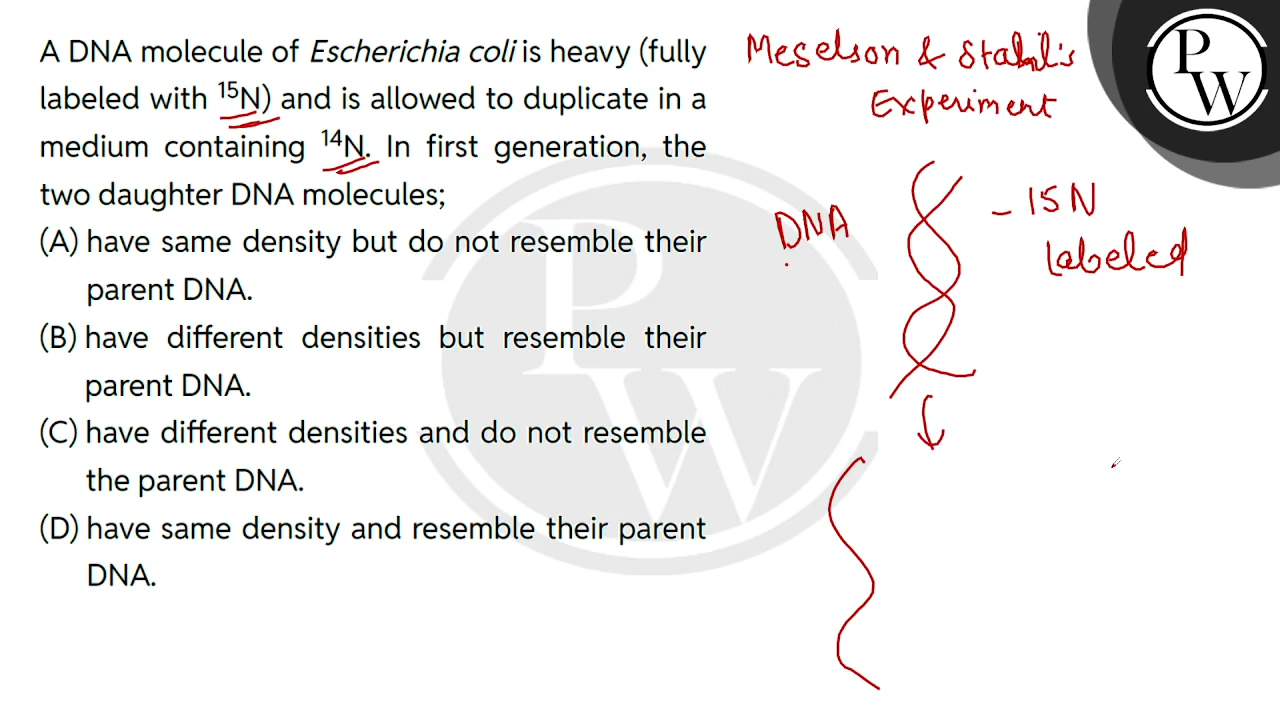 A DNA molecule of Escherichia coli is heavy (fully
labeled with ¹⁵N) and is allowed to duplicate in a
medium containing ¹⁴N. In first generation, the
two daughter DNA molecules;
(A) have same density but do not resemble their
parent DNA.
(B) have different densities but resemble their
parent DNA.
(C) have different densities and do not resemble
the parent DNA.
(D) have same density and resemble their parent
DNA.
Meselson & Stahl's
Experiment
DNA
- 15N
labeled
PW
PW